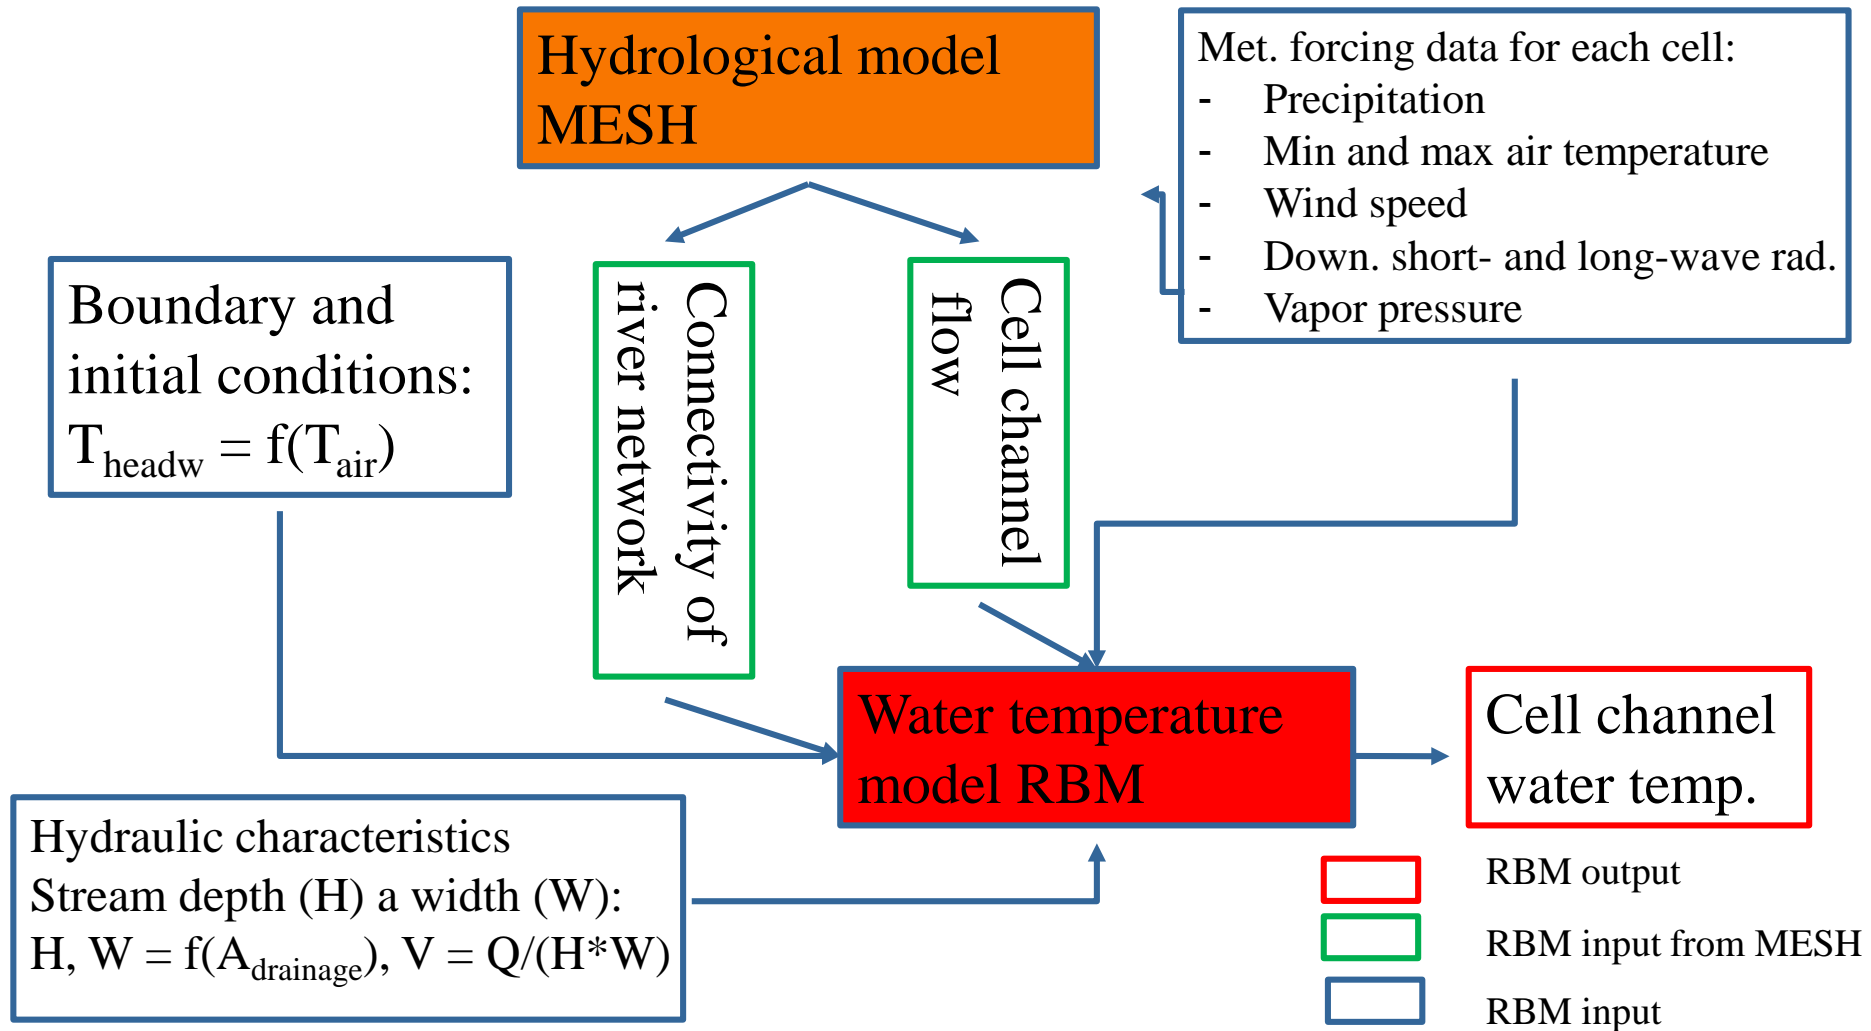 Hydrological model
MESH
Met. forcing data for each cell:
- Precipitation
- Min and max air temperature
- Wind speed
- Down. short- and long-wave rad.
- Vapor pressure
Boundary and
initial conditions:
T_headw = f(T_air)
Connectivity of
river network
Cell channel
flow
Water temperature
model RBM
Cell channel
water temp.
Hydraulic characteristics
Stream depth (H) a width (W):
H, W = f(A_drainage), V = Q/(H*W)
RBM output
RBM input from MESH
RBM input